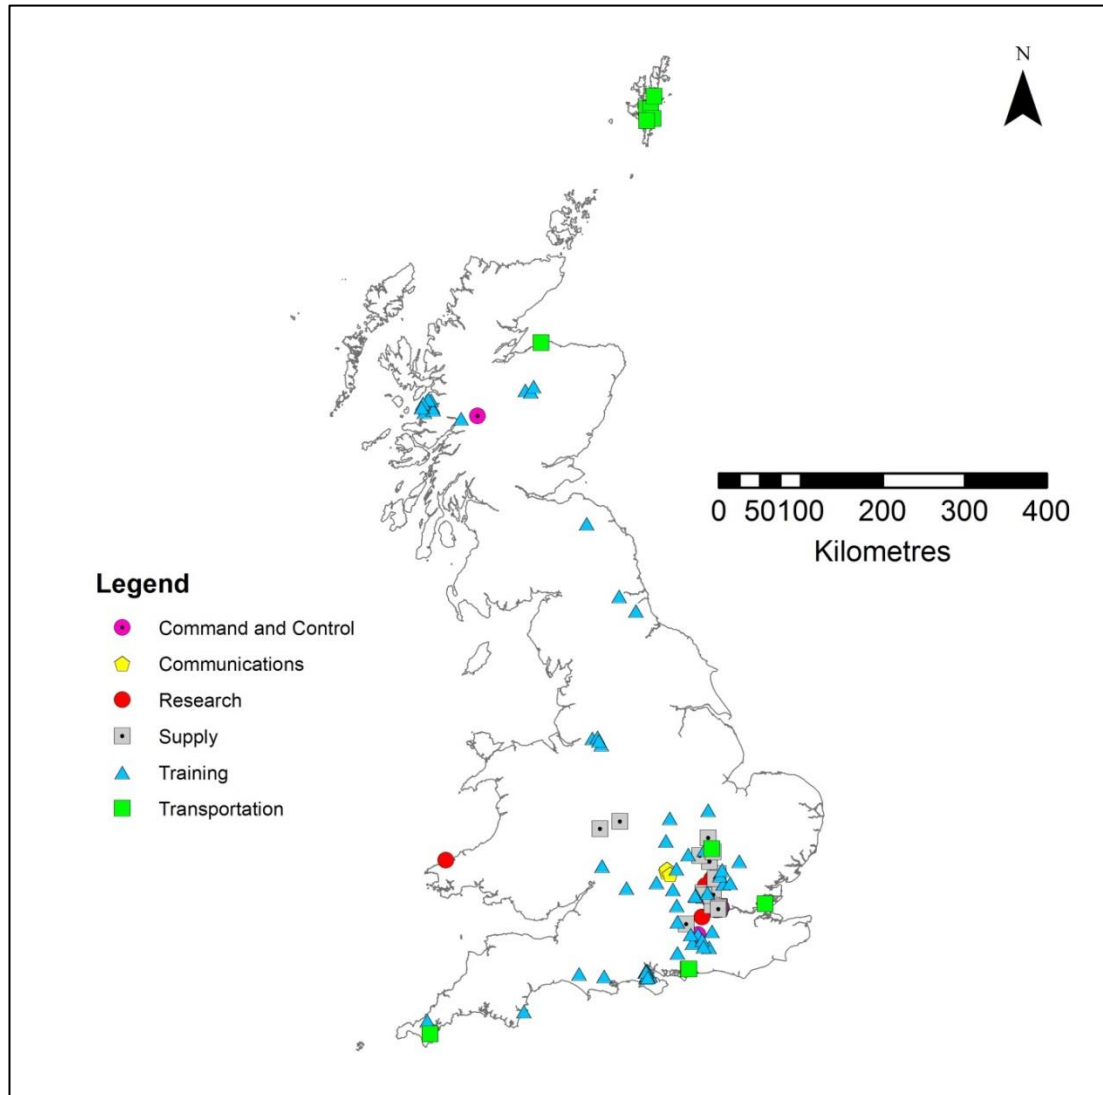 N
0 50100 200 300 400
Kilometres
Legend
Command and Control
Communications
Research
Supply
Training
Transportation